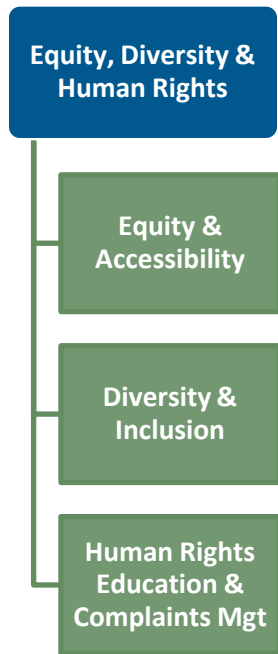 Equity, Diversity &
Human Rights
Equity &
Accessibility
Diversity &
Inclusion
Human Rights
Education &
Complaints Mgt